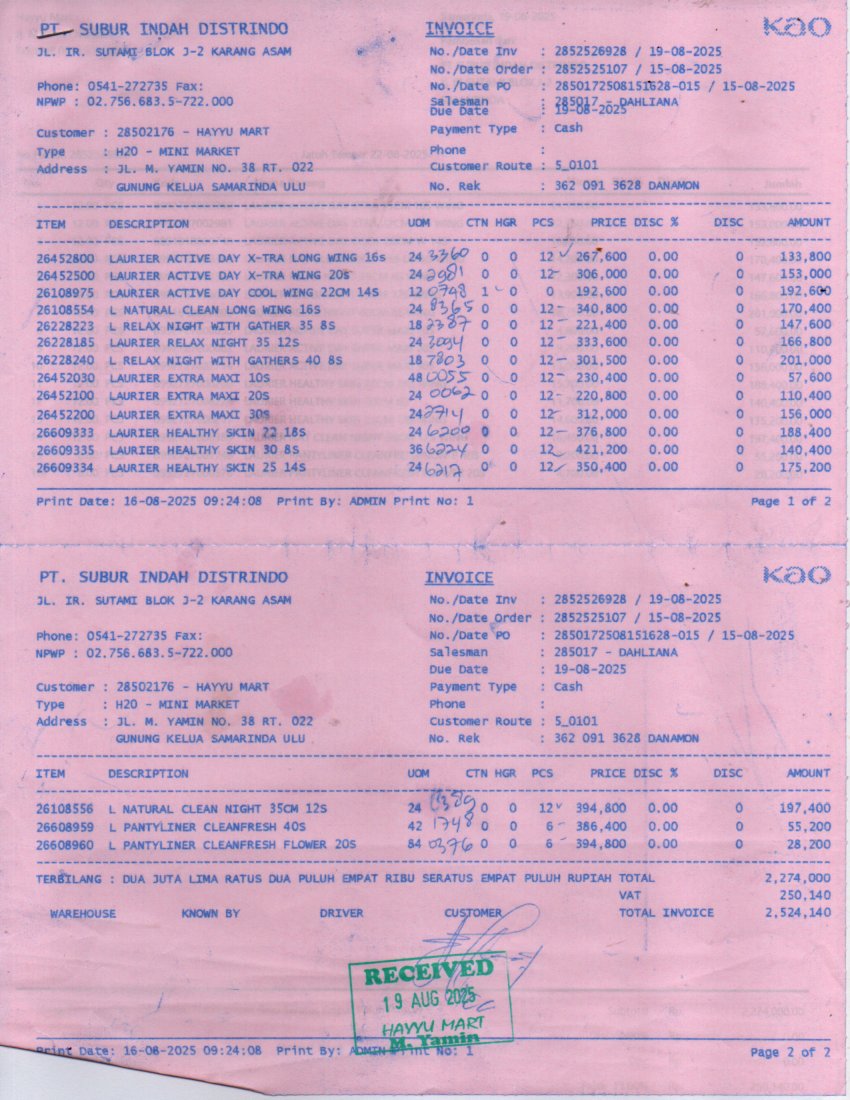 PT. SUBUR INDAH DISTRINDO
INVOICE
Kao
JL. IR. SUTAMI BLOK J-2 KARANG ASAM
No./Date Inv : 2852526928 / 19-08-2025
No./Date Order : 2852525107 / 15-08-2025
Phone: 0541-272735 Fax:
No./Date PO : 2850172508151628-015 / 15-08-2025
NPWP : 02.756.683.5-722.000
Salesman : 285017 - DAHLIANA
Due Date : 19-08-2025
Customer : 28502176 - HAYYU MART
Payment Type : Cash
Type : H20 - MINI MARKET
Phone :
Address : JL. M. YAMIN NO. 38 RT. 022
Customer Route : 5_0101
GUNUNG KELUA SAMARINDA ULU
No. Rek : 362 091 3628 DANAMON
ITEM DESCRIPTION UOM CTN HGR PCS PRICE DISC % DISC AMOUNT
26452800 LAURIER ACTIVE DAY X-TRA LONG WING 16s 24 3360 0 0 12 267,600 0.00 0 133,800
26452500 LAURIER ACTIVE DAY X-TRA WING 20S 24 2981 0 0 12 306,000 0.00 0 153,000
26108975 LAURIER ACTIVE DAY COOL WING 22CM 14S 12 0748 1 0 0 192,600 0.00 0 192,600
26108554 L NATURAL CLEAN LONG WING 16S 24 8365 0 0 12 340,800 0.00 0 170,400
26228223 L RELAX NIGHT WITH GATHER 35 8S 18 2387 0 0 12 221,400 0.00 0 147,600
26228185 LAURIER RELAX NIGHT 35 12S 24 3094 0 0 12 333,600 0.00 0 166,800
26228240 L RELAX NIGHT WITH GATHERS 40 8S 18 7803 0 0 12 301,500 0.00 0 201,000
26452030 LAURIER EXTRA MAXI 10S 48 0055 0 0 12 230,400 0.00 0 57,600
26452100 LAURIER EXTRA MAXI 20S 24 0062 0 0 12 220,800 0.00 0 110,400
26452200 LAURIER EXTRA MAXI 30S 24 2714 0 0 12 312,000 0.00 0 156,000
26609333 LAURIER HEALTHY SKIN 22 18S 24 6200 0 0 12 376,800 0.00 0 188,400
26609335 LAURIER HEALTHY SKIN 30 8S 36 6224 0 0 12 421,200 0.00 0 140,400
26609334 LAURIER HEALTHY SKIN 25 14S 24 6217 0 0 12 350,400 0.00 0 175,200
Print Date: 16-08-2025 09:24:08 Print By: ADMIN Print No: 1 Page 1 of 2
PT. SUBUR INDAH DISTRINDO
INVOICE
Kao
JL. IR. SUTAMI BLOK J-2 KARANG ASAM
No./Date Inv : 2852526928 / 19-08-2025
No./Date Order : 2852525107 / 15-08-2025
Phone: 0541-272735 Fax:
No./Date PO : 2850172508151628-015 / 15-08-2025
NPWP : 02.756.683.5-722.000
Salesman : 285017 - DAHLIANA
Due Date : 19-08-2025
Customer : 28502176 - HAYYU MART
Payment Type : Cash
Type : H20 - MINI MARKET
Phone :
Address : JL. M. YAMIN NO. 38 RT. 022
Customer Route : 5_0101
GUNUNG KELUA SAMARINDA ULU
No. Rek : 362 091 3628 DANAMON
ITEM DESCRIPTION UOM CTN HGR PCS PRICE DISC % DISC AMOUNT
26108556 L NATURAL CLEAN NIGHT 35CM 12S 24 0 0 12 394,800 0.00 0 197,400
26608959 L PANTYLINER CLEANFRESH 40S 42 1748 0 0 6 386,400 0.00 0 55,200
26608960 L PANTYLINER CLEANFRESH FLOWER 20S 84 0376 0 0 6 394,800 0.00 0 28,200
TERBILANG : DUA JUTA LIMA RATUS DUA PULUH EMPAT RIBU SERATUS EMPAT PULUH RUPIAH TOTAL 2,274,000
VAT 250,140
WAREHOUSE KNOWN BY DRIVER CUSTOMER TOTAL INVOICE 2,524,140
RECEIVED
19 AUG 2025
HAYYU MART
M. Yamin
Print Date: 16-08-2025 09:24:08 Print By: ADMIN Print No: 1 Page 2 of 2